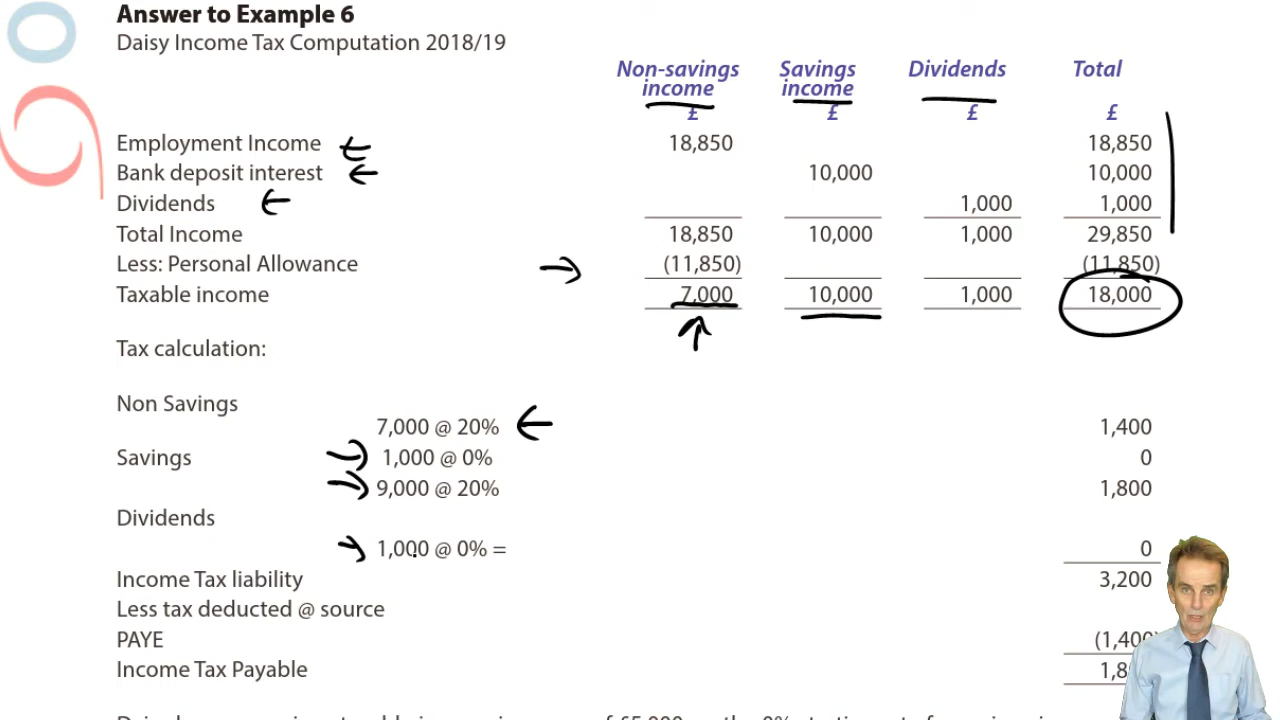 Answer to Example 6
Daisy Income Tax Computation 2018/19
Non-savings income Savings income Dividends Total
£ £ £ £
Employment Income 18,850 18,850
Bank deposit interest 10,000 10,000
Dividends 1,000 1,000
Total Income 18,850 10,000 1,000 29,850
Less: Personal Allowance (11,850) (11,850)
Taxable income 7,000 10,000 1,000 18,000
Tax calculation:
Non Savings
7,000 @ 20% 1,400
Savings 1,000 @ 0% 0
9,000 @ 20% 1,800
Dividends
1,000 @ 0% = 0
Income Tax liability 3,200
Less tax deducted @ source
PAYE (1,400)
Income Tax Payable